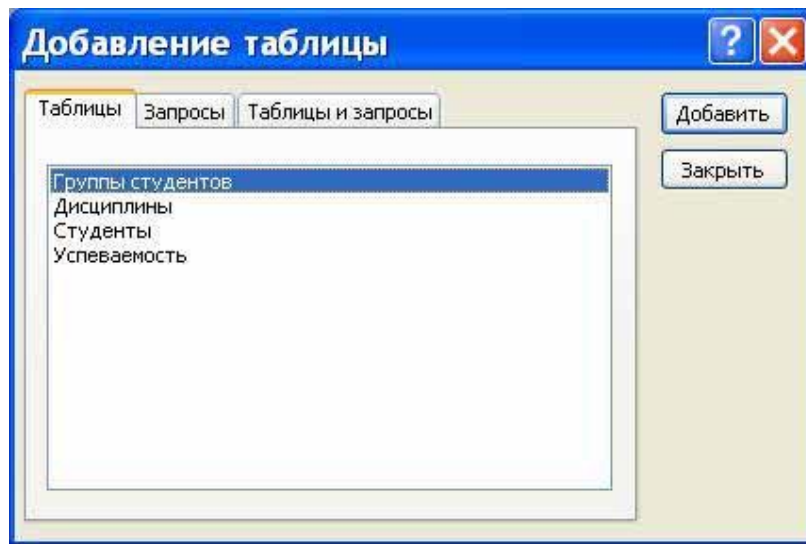 Добавление таблицы
?
Таблицы Запросы Таблицы и запросы
Добавить
Закрыть
Группы студентов
Дисциплины
Студенты
Успеваемость